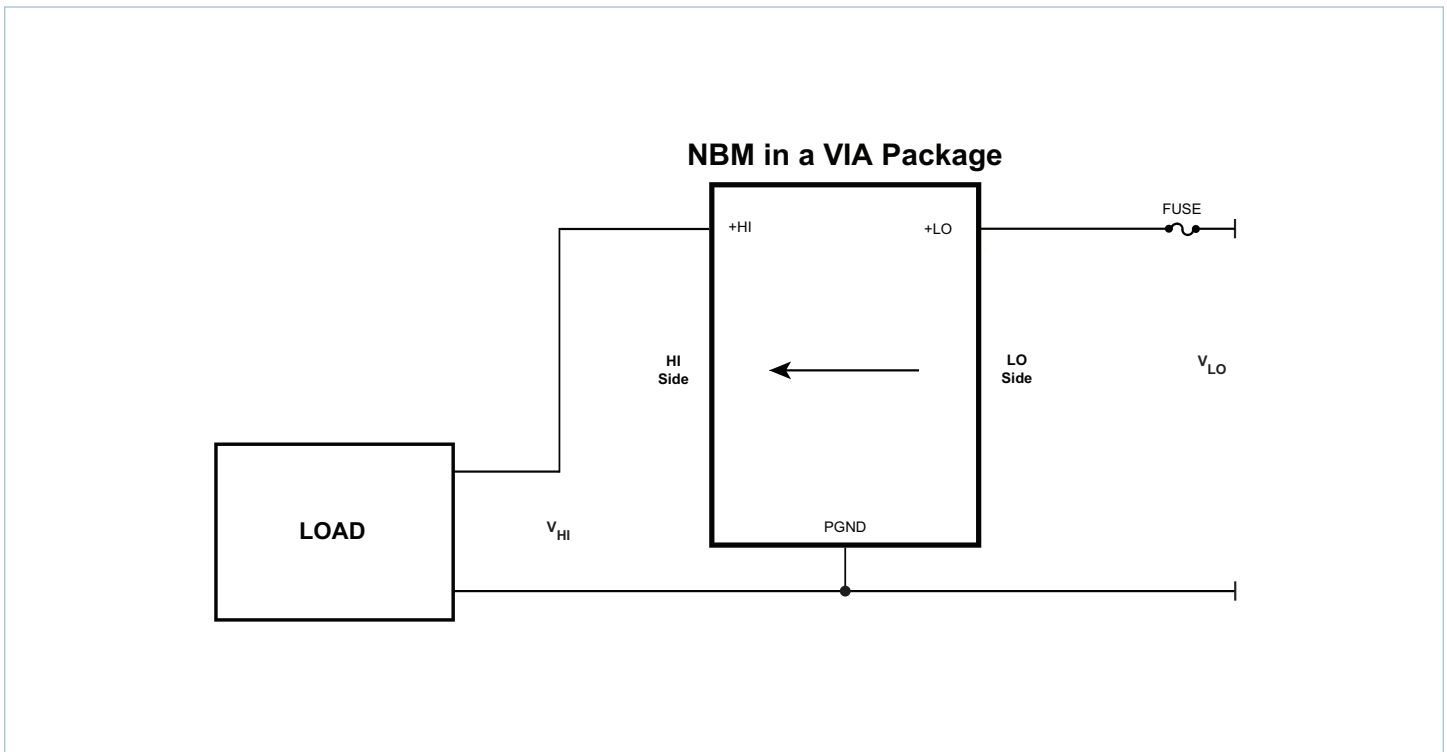 NBM in a VIA Package
FUSE
+HI
+LO
HI
Side
LO
Side
VLO
PGND
LOAD
VHI